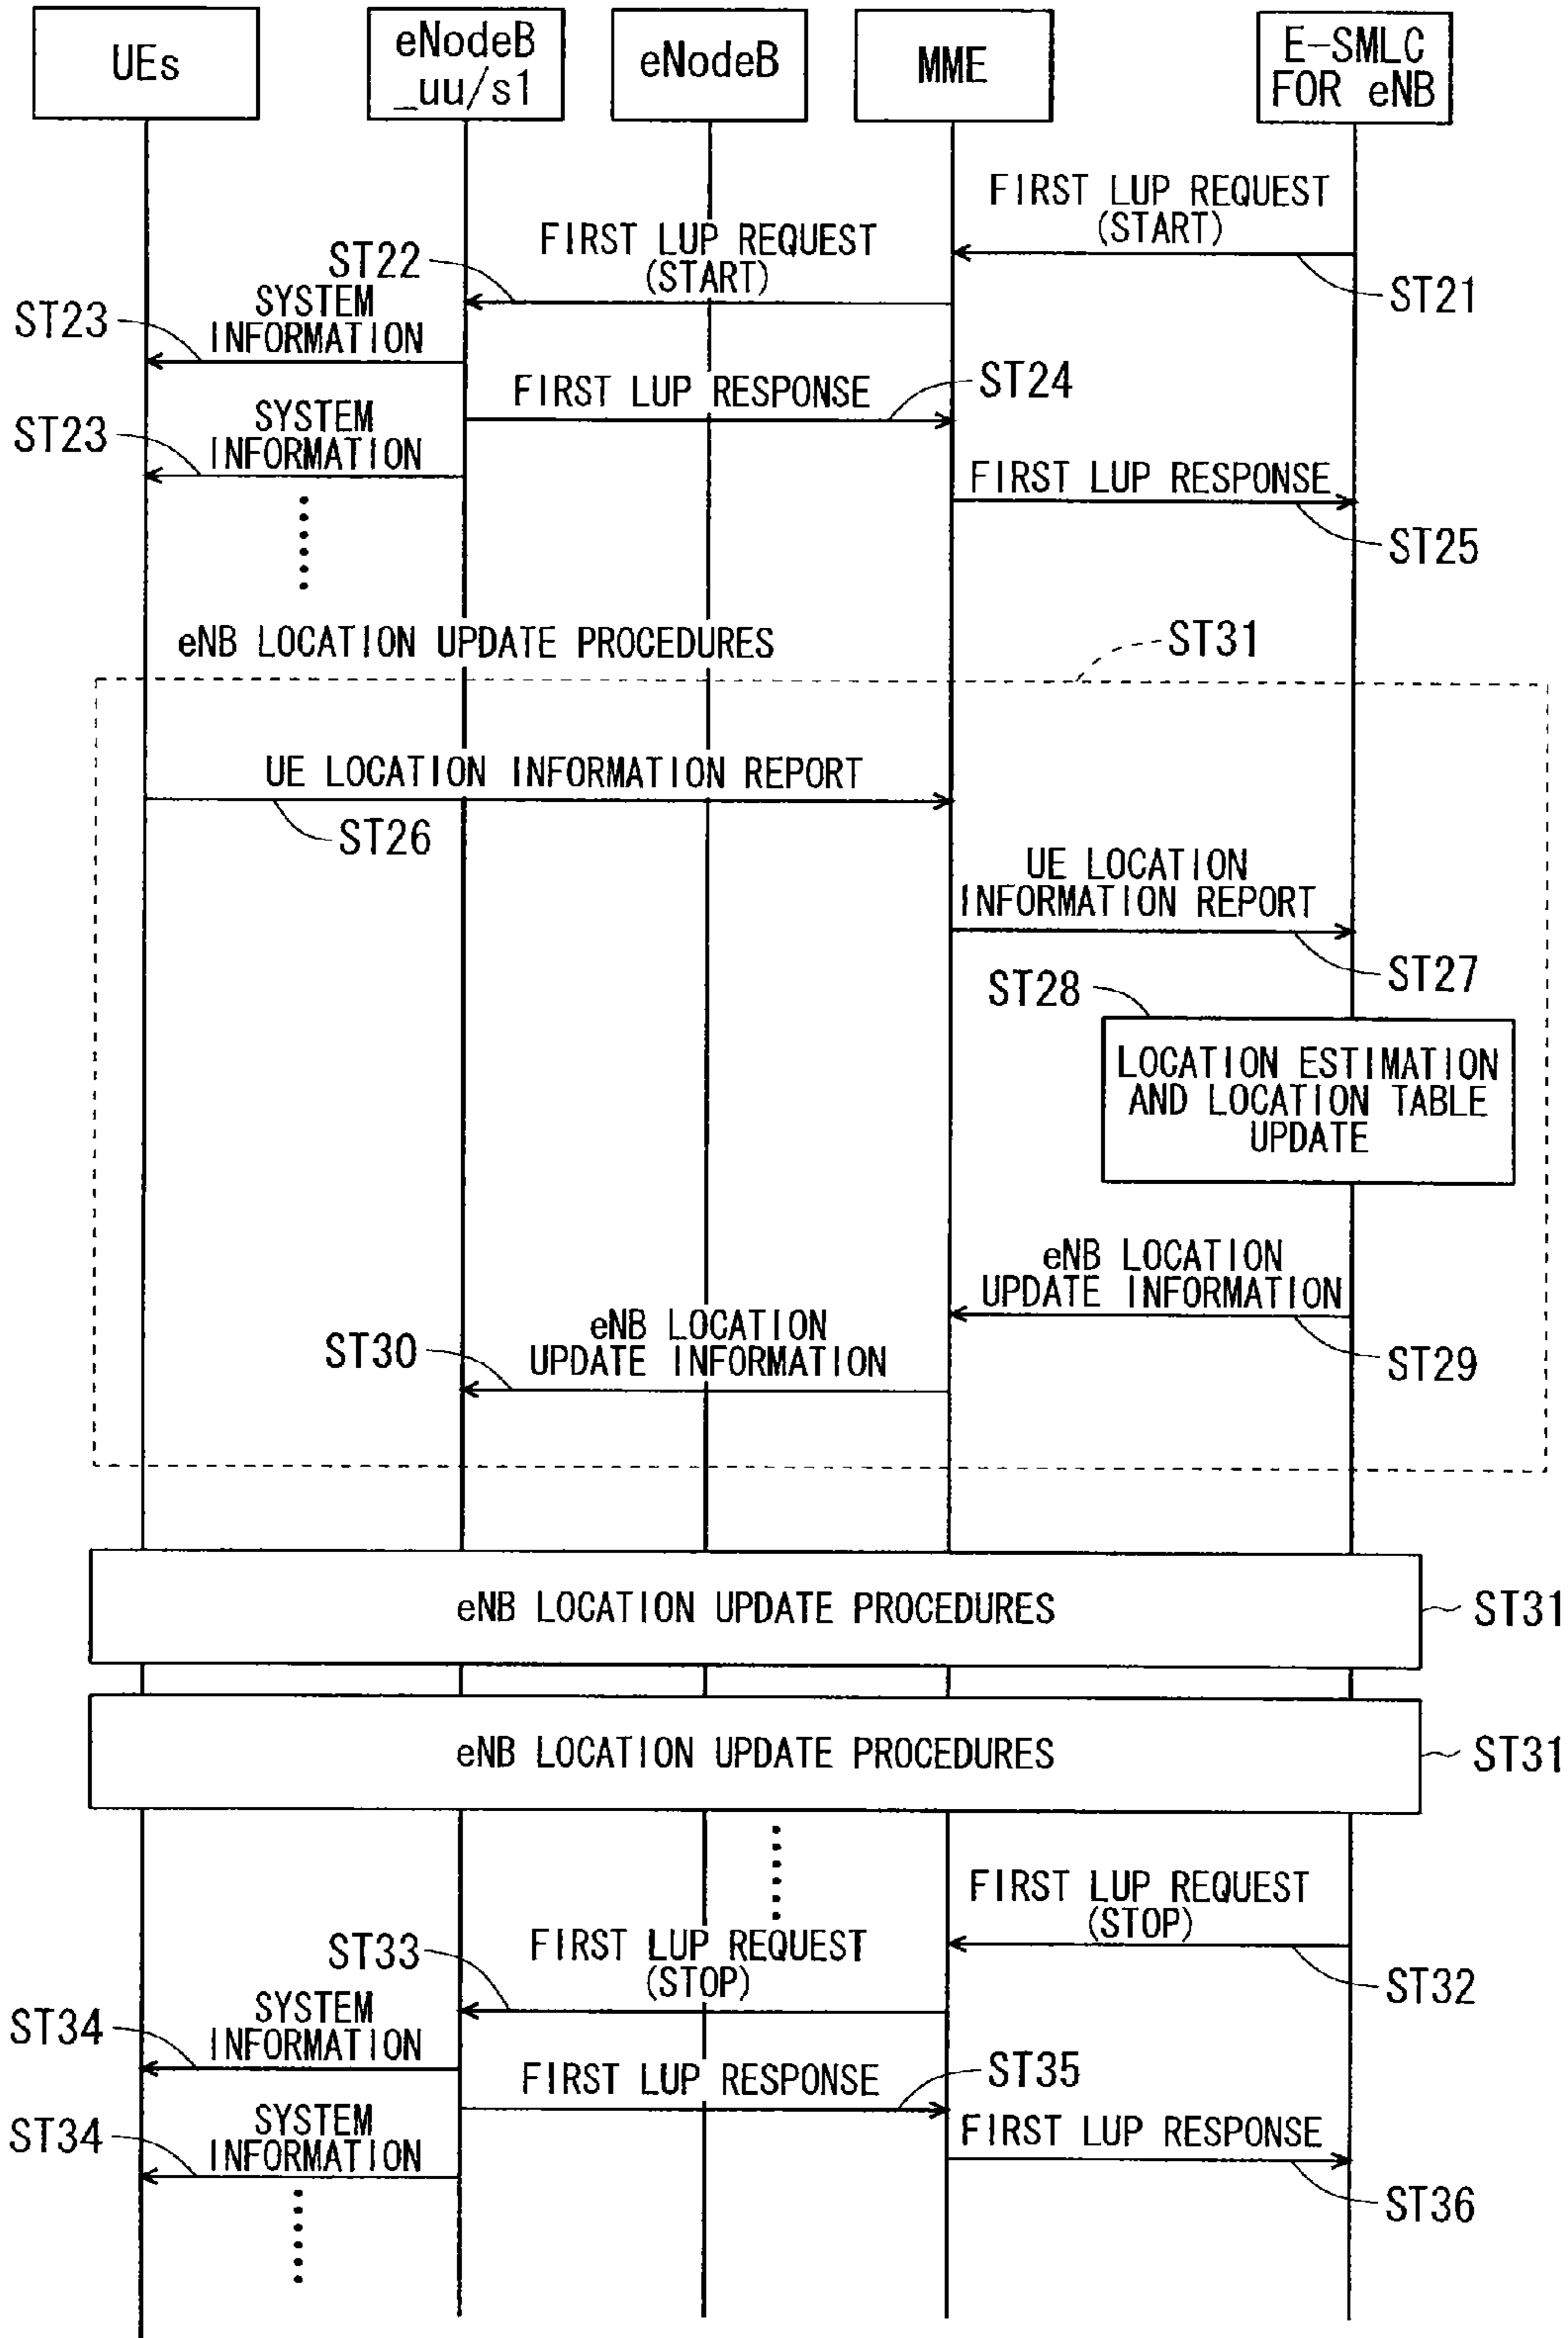 UEs
eNodeB
_uu/s1
eNodeB
MME
E-SMLC
FOR eNB
FIRST LUP REQUEST
(START)
ST21
FIRST LUP REQUEST
(START)
ST22
SYSTEM
INFORMATION
ST23
FIRST LUP RESPONSE
ST24
SYSTEM
INFORMATION
ST23
FIRST LUP RESPONSE
ST25
eNB LOCATION UPDATE PROCEDURES
ST31
UE LOCATION INFORMATION REPORT
ST26
UE LOCATION
INFORMATION REPORT
ST27
ST28
LOCATION ESTIMATION
AND LOCATION TABLE
UPDATE
eNB LOCATION
UPDATE INFORMATION
ST29
eNB LOCATION
UPDATE INFORMATION
ST30
eNB LOCATION UPDATE PROCEDURES
ST31
eNB LOCATION UPDATE PROCEDURES
ST31
FIRST LUP REQUEST
(STOP)
ST32
FIRST LUP REQUEST
(STOP)
ST33
SYSTEM
INFORMATION
ST34
FIRST LUP RESPONSE
ST35
SYSTEM
INFORMATION
ST34
FIRST LUP RESPONSE
ST36